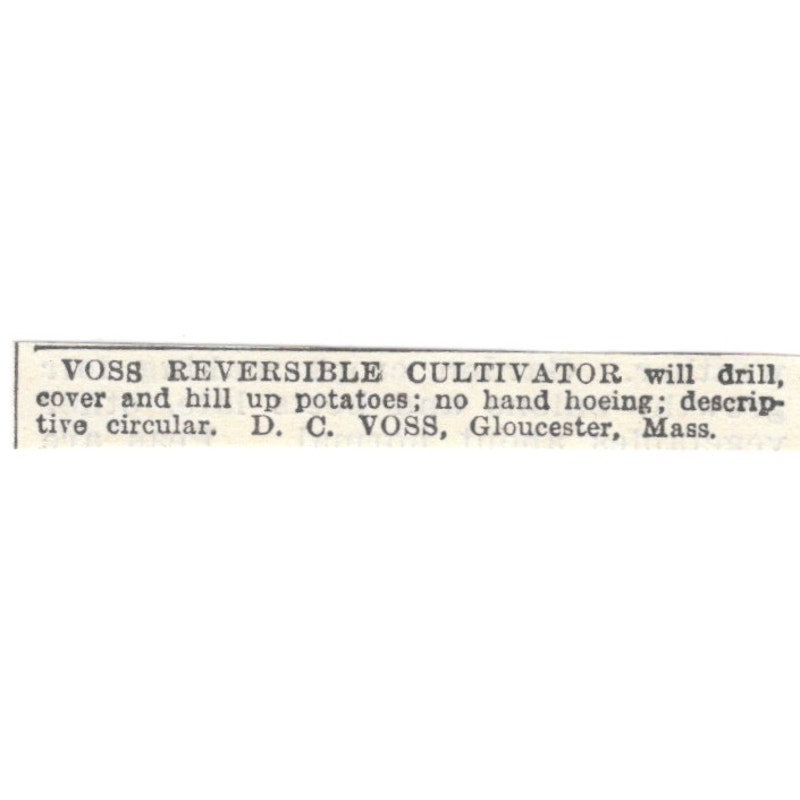 VOSS REVERSIBLE CULTIVATOR will drill,
cover and hill up potatoes; no hand hoeing; descrip-
tive circular. D. C. VOSS, Gloucester, Mass.